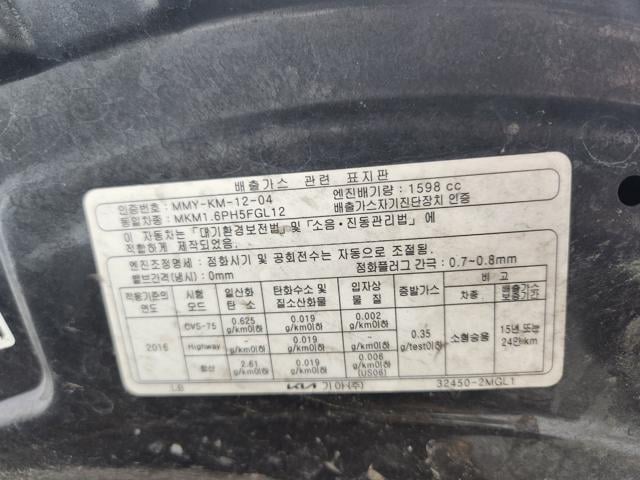 배출가스 관련 표지판
인증번호: MMY-KM-12-04 엔진배기량: 1598 cc
동일차종: MKM1.6PH5FGL12 배출가스자기진단장치 인증
이 자동차는 「대기환경보전법」 및 「소음·진동관리법」에
적합하게 제작되었음.
엔진조정명세: 점화시기 및 공회전수는 자동으로 조절됨.
밸브간격(냉시): 0mm 점화플러그 간극: 0.7~0.8mm
적용기준의 연도 시험 모드 일산화 탄소 탄화수소 및 질소산화물 입자상 물질 증발가스 비고
차종 배출가스 보증기간
2016 CVS-75 0.625 g/km이하 0.019 g/km이하 0.002 g/km이하 0.35 g/test이하 소형승용 15년 또는 24만 km
Highway - g/km이하 0.019 g/km이하 - g/km이하
합산 2.61 g/km이하 0.019 g/km이하 0.006 g/km이하 (US06)
LB KIA 기아(주) 32450-2MGL1